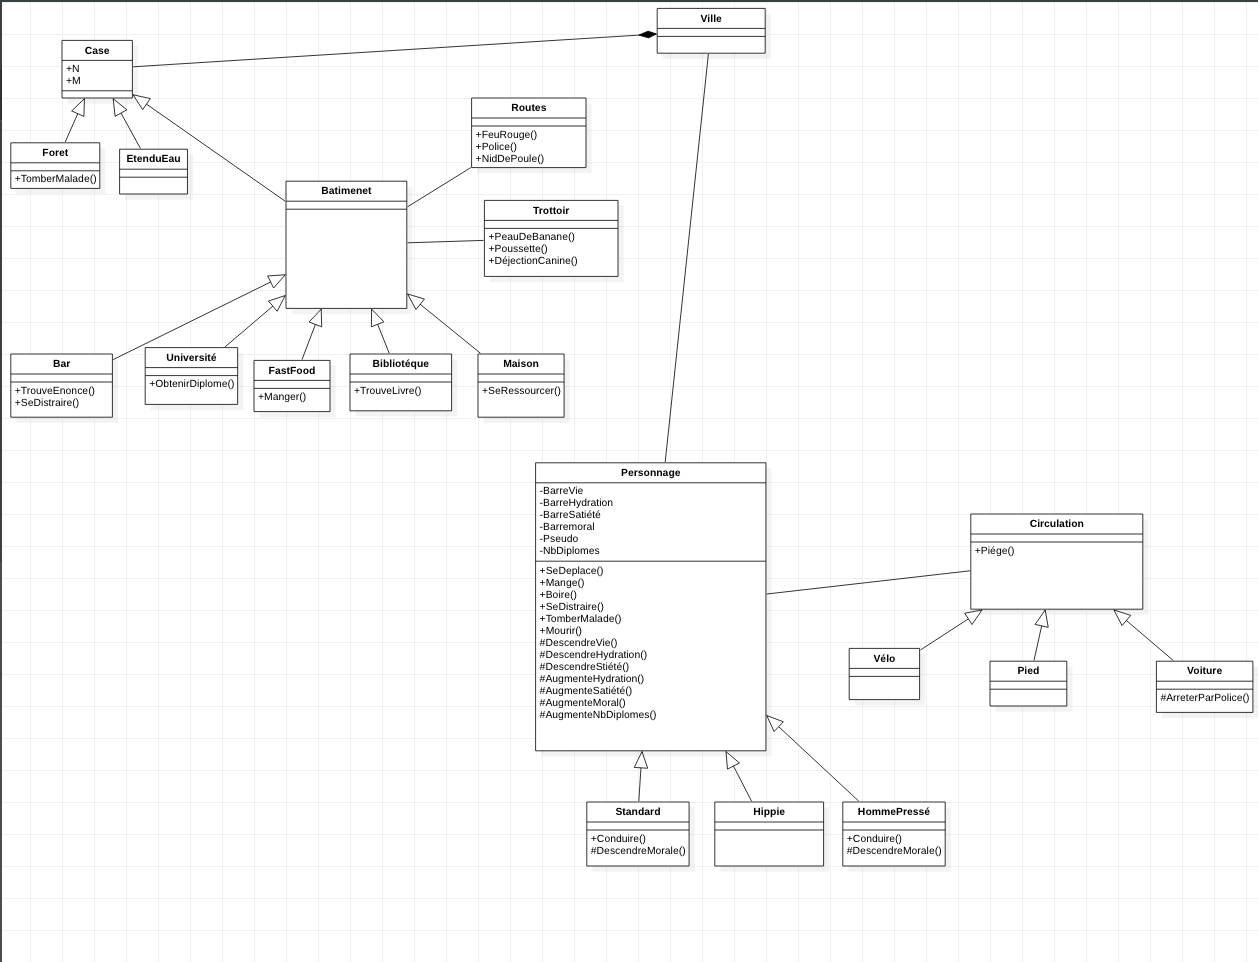 Ville
Case
+N
+M
Routes
+FeuRouge()
+Police()
+NidDePoule()
Foret
+TomberMalade()
EtenduEau
Batimenet
Trottoir
+PeauDeBanane()
+Poussette()
+DéjectionCanine()
Bar
+TrouveEnonce()
+SeDistraire()
Université
+ObtenirDiplome()
FastFood
+Manger()
Bibliotéque
+TrouveLivre()
Maison
+SeRessourcer()
Personnage
-BarreVie
-BarreHydration
-BarreSatiété
-Barremoral
-Pseudo
-NbDiplomes
+SeDeplace()
+Mange()
+Boire()
+SeDistraire()
+TomberMalade()
+Mourir()
#DescendreVie()
#DescendreHydration()
#DescendreStiété()
#AugmenteHydration()
#AugmenteSatiété()
#AugmenteMoral()
#AugmenteNbDiplomes()
Circulation
+Piége()
Vélo
Pied
Voiture
#ArreterParPolice()
Standard
+Conduire()
#DescendreMorale()
Hippie
HommePressé
+Conduire()
#DescendreMorale()